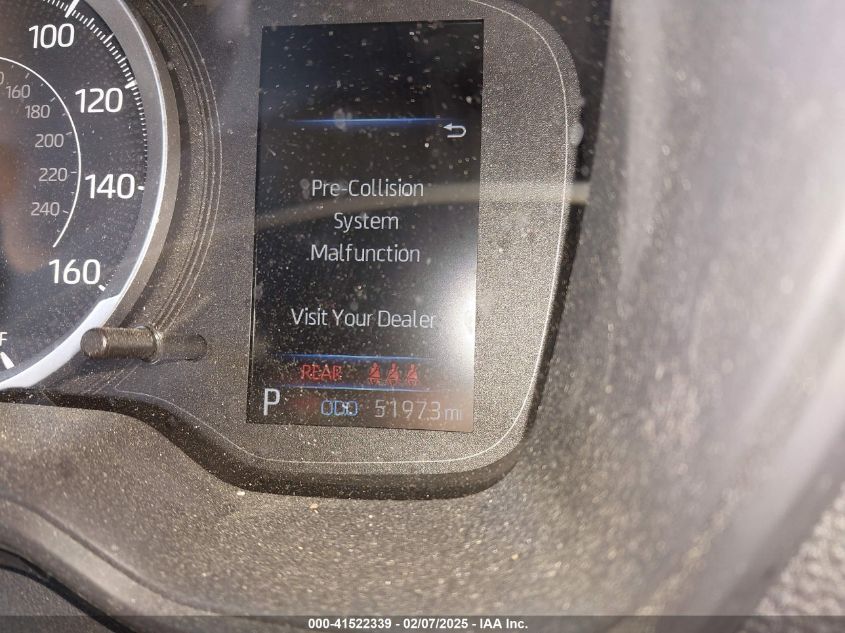 100
120
140
160
160
180
200
220
240
F
Pre-Collision
System
Malfunction
Visit Your Dealer
REAR
P ODO 51973 mi
000-41522339 - 02/07/2025 - IAA Inc.